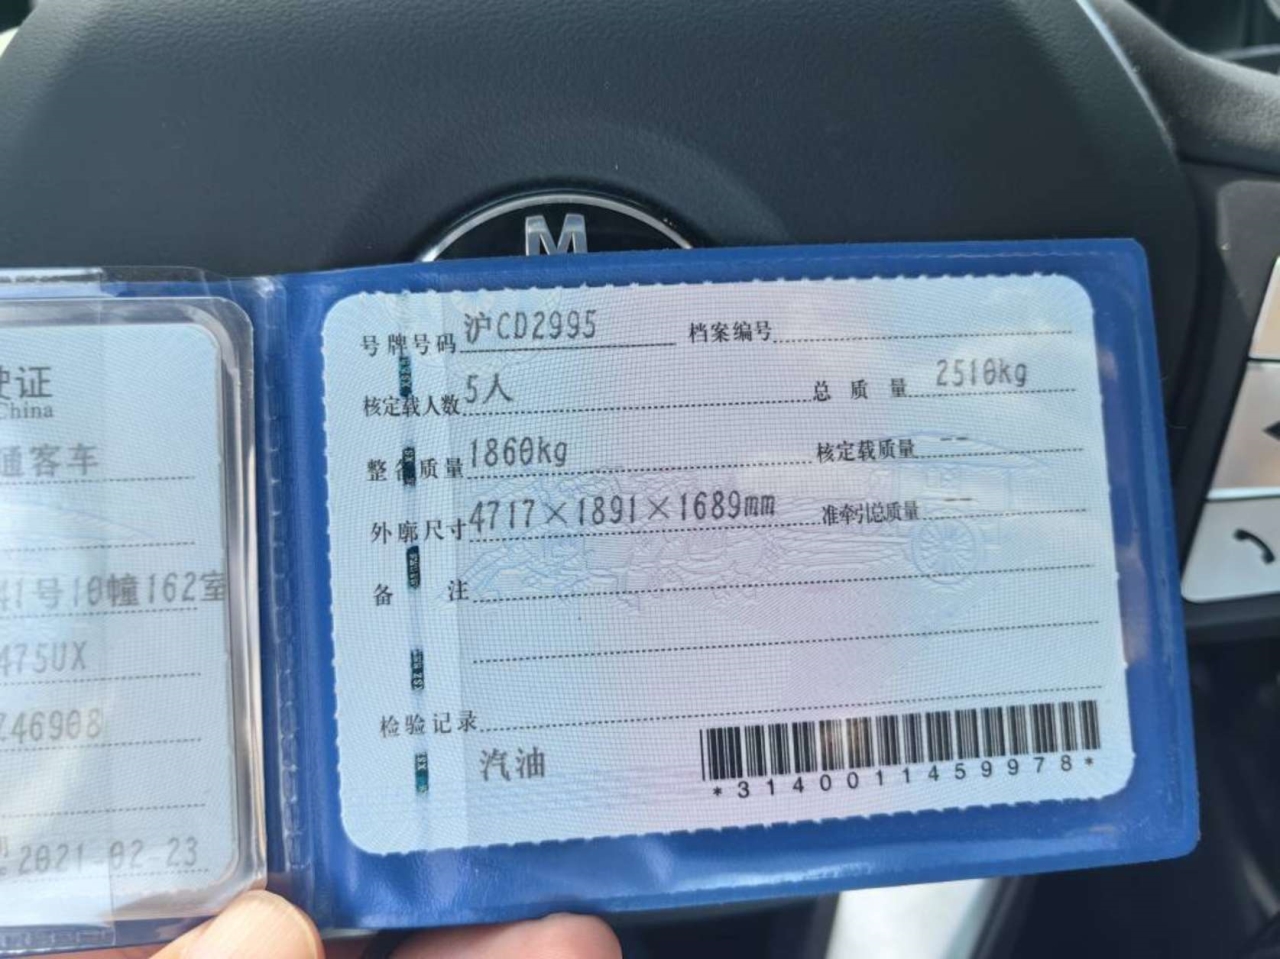 M
号牌号码 沪CD2995 档案编号
核定载人数 5人 总质量 2510kg
整备质量 1860kg 核定载质量 --
外廓尺寸 4717×1891×1689mm 准牵引总质量 --
备注
检验记录
汽油
*3140011459978*
驶证
China
通客车
41号10幢162室
475UX
Z46908
2021-02-23